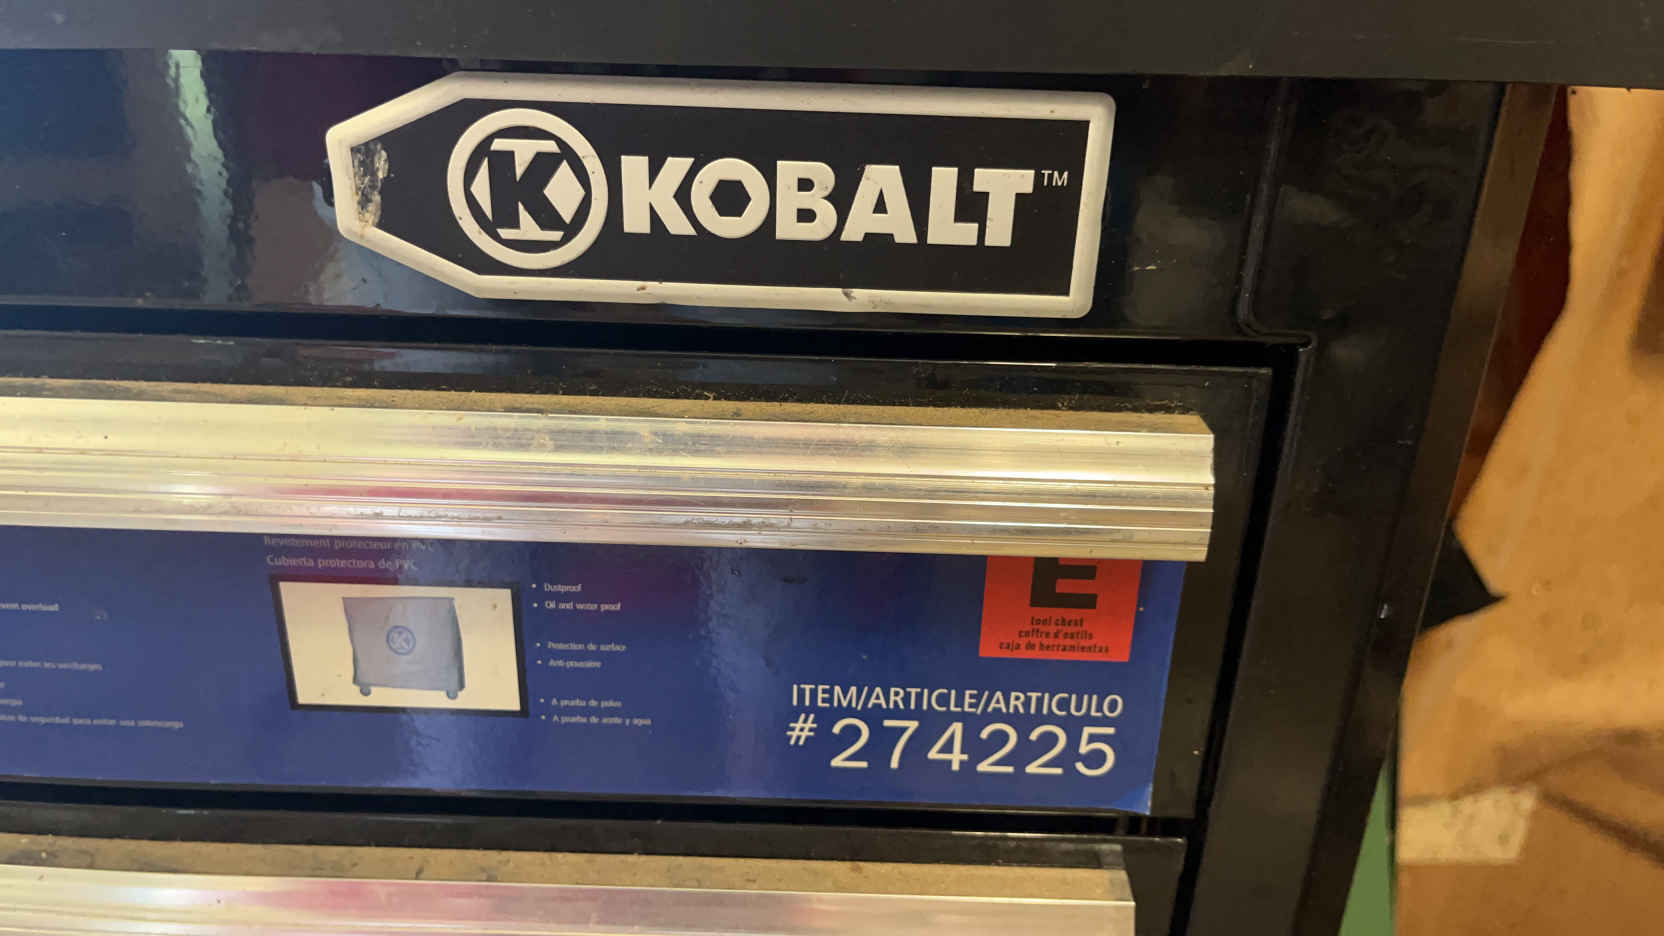 K KOBALT™
Revêtement protecteur en PVC
Cubierta protectora de PVC
• Dustproof
• Oil and water proof
• Protection de surface
• Anti-poussière
• A prueba de polvo
• A prueba de aceite y agua
overload
E
tool chest
coffre d'outils
caja de herramientas
ITEM/ARTICLE/ARTICULO
#274225